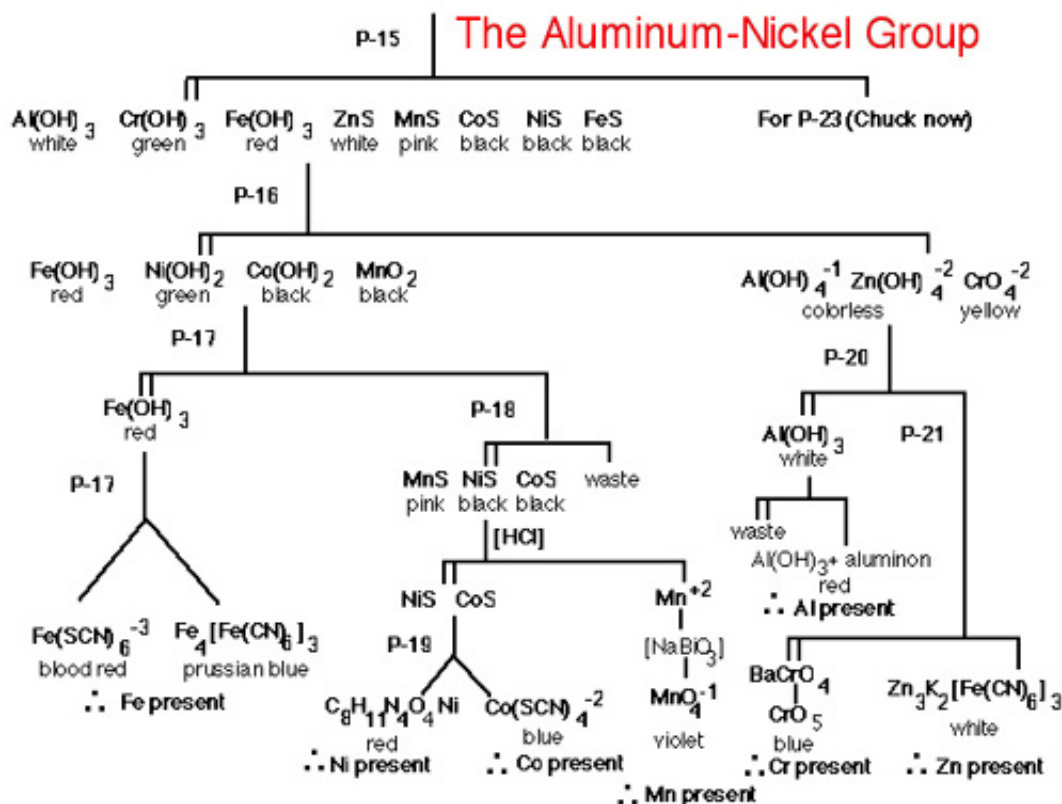 P-15
The Aluminum-Nickel Group
Al(OH)3 Cr(OH)3 Fe(OH)3 ZnS MnS CoS NiS FeS For P-23 (Chuck now)
white green red white pink black black black
P-16
Fe(OH)3 Ni(OH)2 Co(OH)2 MnO2 Al(OH)4-1 Zn(OH)4-2 CrO4-2
red green black black colorless yellow
P-17 P-20
Fe(OH)3 P-18 Al(OH)3 P-21
red white
P-17 MnS NiS CoS waste
pink black black
[HCl] waste
Al(OH)3+ aluminon
red
NiS CoS Mn+2 ∴ Al present
Fe(SCN)6-3 Fe4[Fe(CN)6]3 P-19 [NaBiO3]
blood red prussian blue BaCrO4
∴ Fe present MnO4-1 Zn3K2[Fe(CN)6]3
C8H11N4O4Ni Co(SCN)4-2 CrO5 white
red blue violet blue
∴ Ni present ∴ Co present ∴ Cr present ∴ Zn present
∴ Mn present